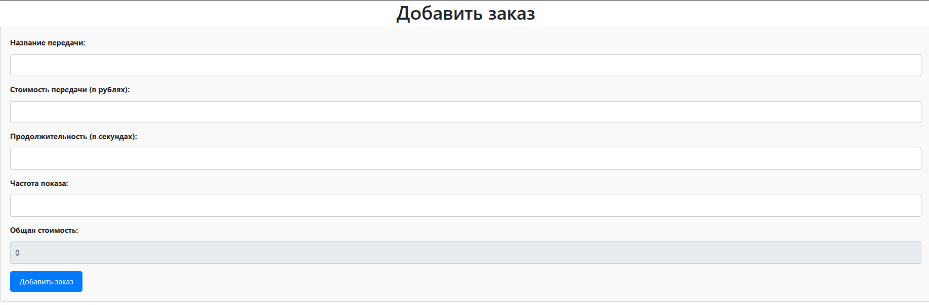 Добавить заказ
Название передачи:
Стоимость передачи (в рублях):
Продолжительность (в секундах):
Частота показа:
Общая стоимость:
0
Добавить заказ